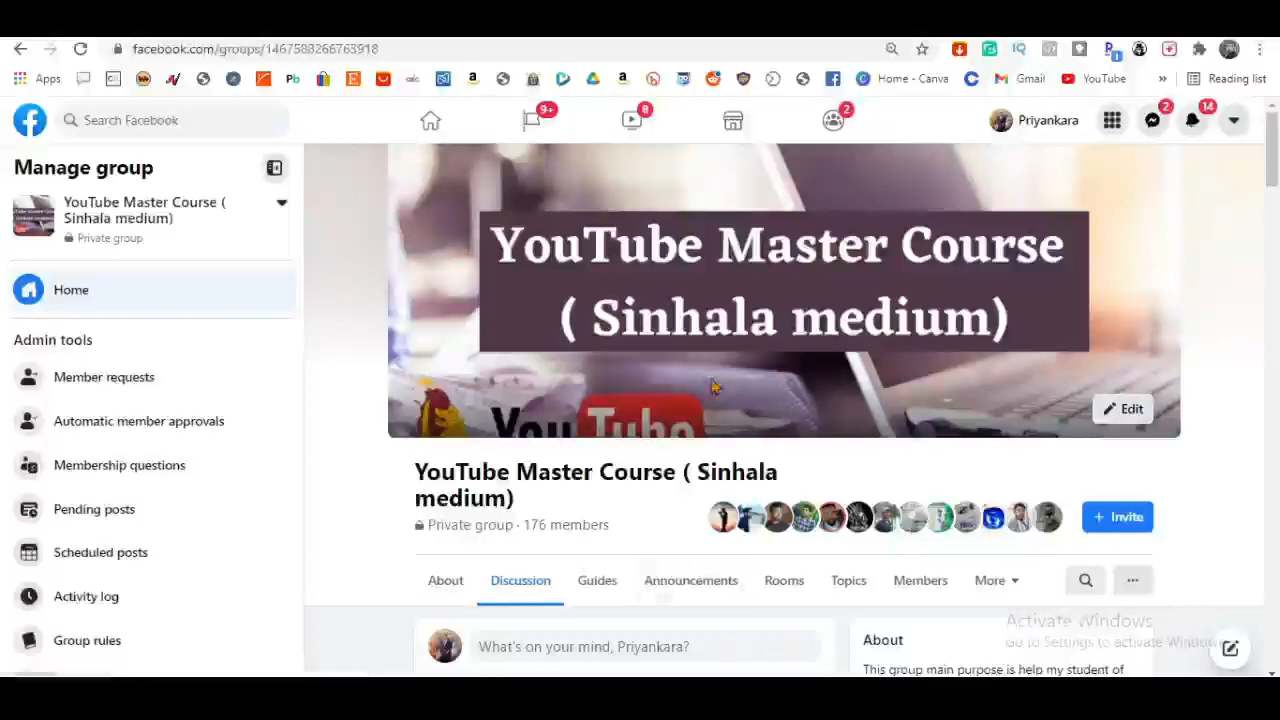 facebook.com/groups/1467588266763918
Apps
Pb
calc
Home - Canva
Gmail
YouTube
Reading list
Search Facebook
9+
8
2
Priyankara
2
14
Manage group
YouTube Master Course (
Sinhala medium)
Private group
Home
Admin tools
Member requests
Automatic member approvals
Membership questions
Pending posts
Scheduled posts
Activity log
Group rules
YouTube Master Course
( Sinhala medium)
You Tube
Edit
YouTube Master Course ( Sinhala
medium)
Private group · 176 members
+ Invite
About
Discussion
Guides
Announcements
Rooms
Topics
Members
More
What's on your mind, Priyankara?
About
This group main purpose is help my student of
Activate Windows
Go to Settings to activate Windows